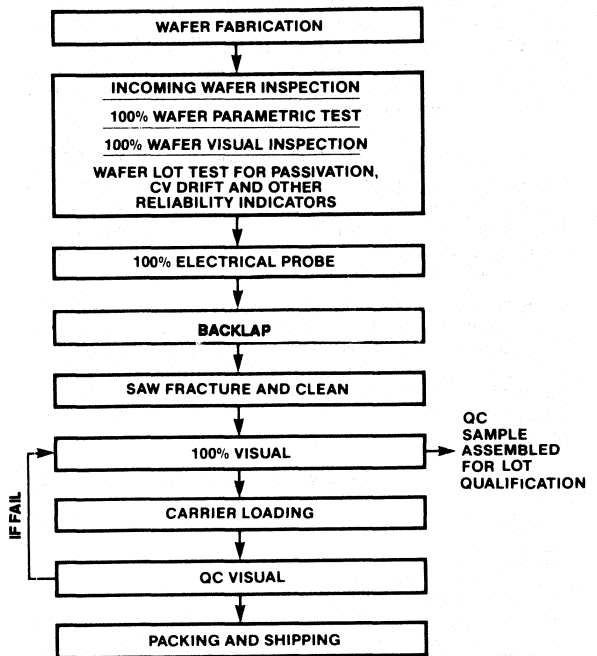 WAFER FABRICATION
INCOMING WAFER INSPECTION
100% WAFER PARAMETRIC TEST
100% WAFER VISUAL INSPECTION
WAFER LOT TEST FOR PASSIVATION,
CV DRIFT AND OTHER
RELIABILITY INDICATORS
100% ELECTRICAL PROBE
BACKLAP
SAW FRACTURE AND CLEAN
100% VISUAL
QC
SAMPLE
ASSEMBLED
FOR LOT
QUALIFICATION
CARRIER LOADING
IF FAIL
QC VISUAL
PACKING AND SHIPPING